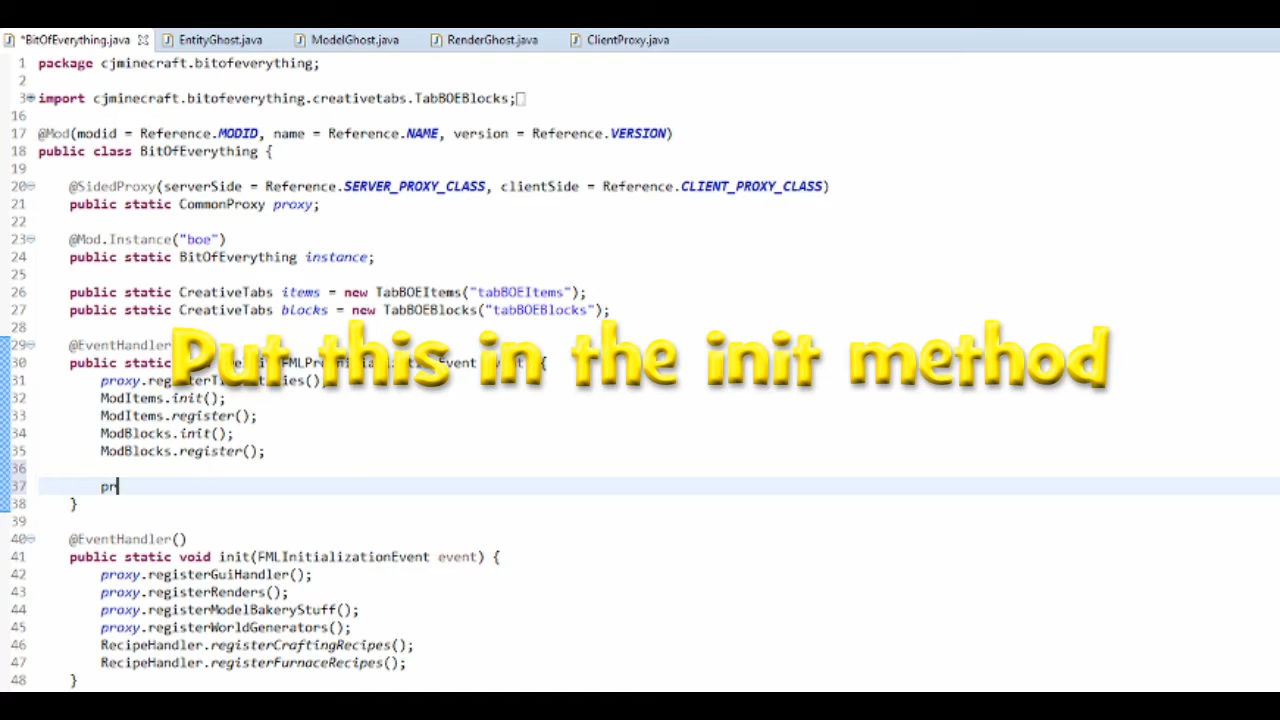 *BitOfEverything.java EntityGhost.java ModelGhost.java RenderGhost.java ClientProxy.java
1 package cjminecraft.bitofeverything;
2
3 import cjminecraft.bitofeverything.creativetabs.TabBOEBlocks;
16
17 @Mod(modid = Reference.MODID, name = Reference.NAME, version = Reference.VERSION)
18 public class BitOfEverything {
19
20 @SidedProxy(serverSide = Reference.SERVER_PROXY_CLASS, clientSide = Reference.CLIENT_PROXY_CLASS)
21 public static CommonProxy proxy;
22
23 @Mod.Instance("boe")
24 public static BitOfEverything instance;
25
26 public static CreativeTabs items = new TabBOEItems("tabBOEItems");
27 public static CreativeTabs blocks = new TabBOEBlocks("tabBOEBlocks");
28
29 @EventHandler
Put this in the init method
30 public static {
31 proxy.
32 ModItems.init();
33 ModItems.register();
34 ModBlocks.init();
35 ModBlocks.register();
36
37 pr
38 }
39
40 @EventHandler()
41 public static void init(FMLInitializationEvent event) {
42 proxy.registerGuiHandler();
43 proxy.registerRenders();
44 proxy.registerModelBakeryStuff();
45 proxy.registerWorldGenerators();
46 RecipeHandler.registerCraftingRecipes();
47 RecipeHandler.registerFurnaceRecipes();
48 }